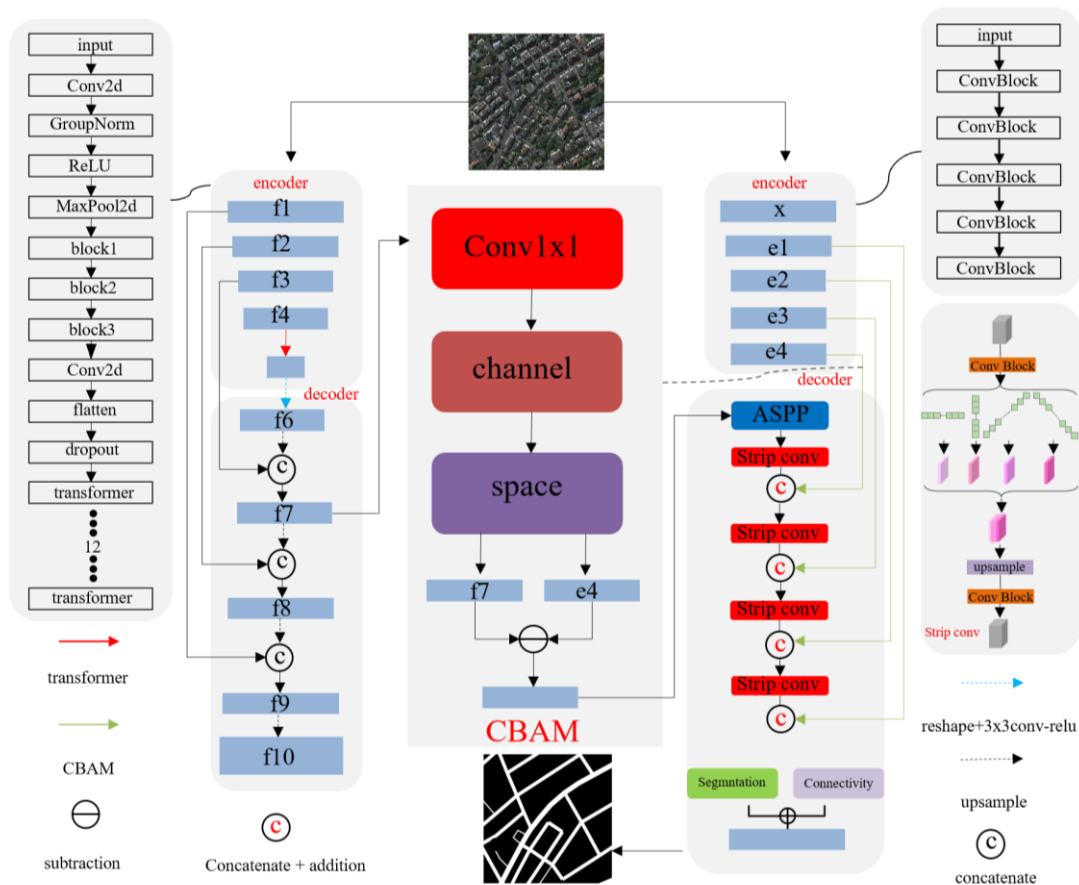 input
Conv2d
GroupNorm
ReLU
MaxPool2d
block1
block2
block3
Conv2d
flatten
dropout
transformer
12
transformer
transformer
CBAM
subtraction
encoder
f1
f2
f3
f4
decoder
f6
c
f7
c
f8
c
f9
f10
c
Concatenate + addition
Conv1x1
channel
space
f7
e4
CBAM
encoder
x
e1
e2
e3
e4
decoder
ASPP
Strip conv
c
Strip conv
c
Strip conv
c
Strip conv
c
Segmntation
Connectivity
input
ConvBlock
ConvBlock
ConvBlock
ConvBlock
ConvBlock
Conv Block
upsample
Conv Block
Strip conv
reshape+3x3conv-relu
upsample
c
concatenate